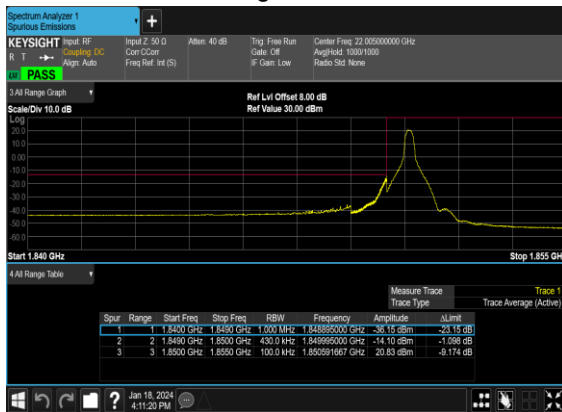 Spectrum Analyzer 1
Spurious Emissions
KEYSIGHT Input: RF Input Z: 50 Ω Atten: 40 dB Trig: Free Run Center Freq: 22.005000000 GHz
R T Coupling: DC Corr CCorr Gate: Off Avg|Hold: 1000/1000
Align: Auto Freq Ref: Int (S) IF Gain: Low Radio Std: None
PASS
3 All Range Graph
Ref Lvl Offset 8.00 dB
Scale/Div 10.0 dB Ref Value 30.00 dBm
Log
20.0
10.0
0.00
-10.0
-20.0
-30.0
-40.0
-50.0
-60.0
Start 1.840 GHz Stop 1.855 GH
4 All Range Table
Measure Trace Trace 1
Trace Type Trace Average (Active)
Spur Range Start Freq Stop Freq RBW Frequency Amplitude ΔLimit
1 1 1.8400 GHz 1.8490 GHz 1.000 MHz 1.848895000 GHz -36.15 dBm -23.15 dB
2 2 1.8490 GHz 1.8500 GHz 430.0 kHz 1.849995000 GHz -14.10 dBm -1.098 dB
3 3 1.8500 GHz 1.8550 GHz 100.0 kHz 1.850591667 GHz 20.83 dBm -9.174 dB
Jan 18, 2024
4:11:20 PM